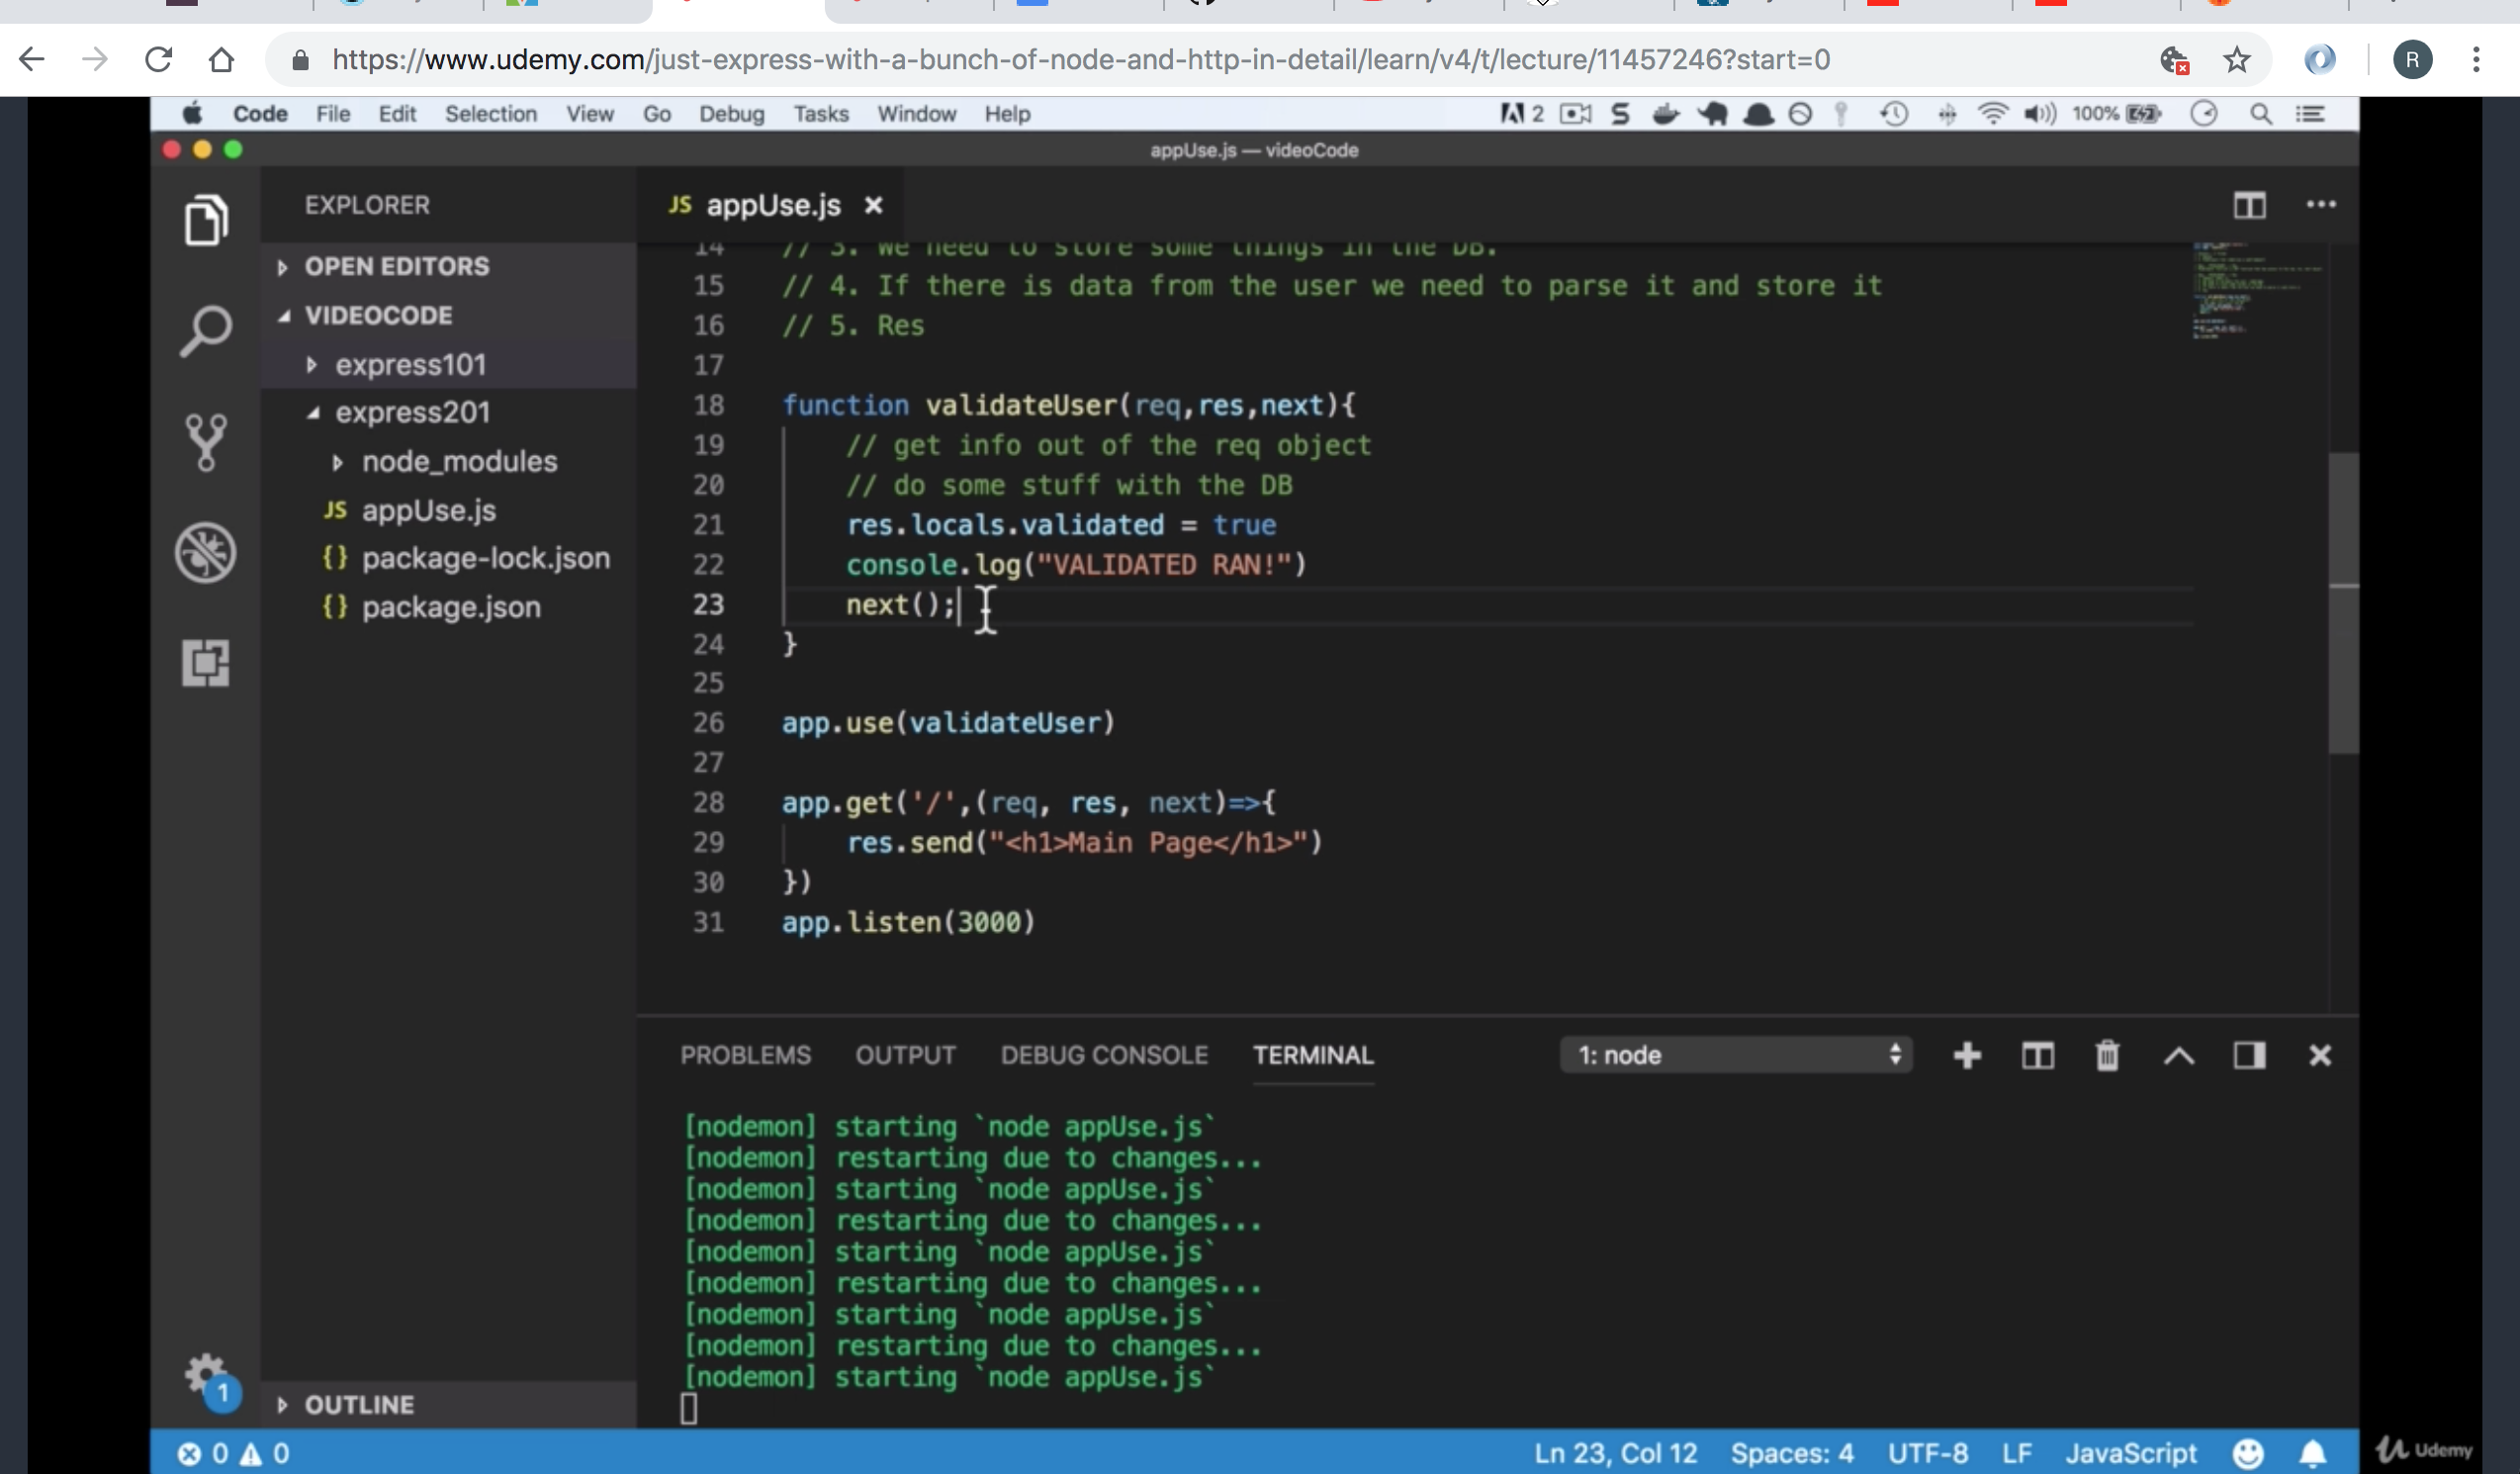 https://www.udemy.com/just-express-with-a-bunch-of-node-and-http-in-detail/learn/v4/t/lecture/11457246?start=0
R
Code File Edit Selection View Go Debug Tasks Window Help
2 100%
appUse.js — videoCode
EXPLORER
JS appUse.js
OPEN EDITORS
VIDEOCODE
express101
express201
node_modules
JS appUse.js
{} package-lock.json
{} package.json
OUTLINE
1
14 // 3. We need to store some things in the DB.
15 // 4. If there is data from the user we need to parse it and store it
16 // 5. Res
17
18 function validateUser(req,res,next){
19 // get info out of the req object
20 // do some stuff with the DB
21 res.locals.validated = true
22 console.log("VALIDATED RAN!")
23 next();
24 }
25
26 app.use(validateUser)
27
28 app.get('/',(req, res, next)=>{
29 res.send("<h1>Main Page</h1>")
30 })
31 app.listen(3000)
PROBLEMS OUTPUT DEBUG CONSOLE TERMINAL 1: node
[nodemon] starting `node appUse.js`
[nodemon] restarting due to changes...
[nodemon] starting `node appUse.js`
[nodemon] restarting due to changes...
[nodemon] starting `node appUse.js`
[nodemon] restarting due to changes...
[nodemon] starting `node appUse.js`
[nodemon] restarting due to changes...
[nodemon] starting `node appUse.js`
0 0 Ln 23, Col 12 Spaces: 4 UTF-8 LF JavaScript
Udemy